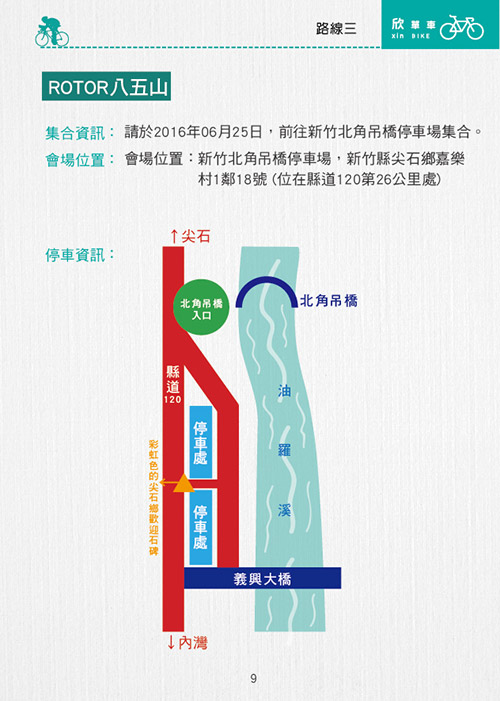 路線三
欣單車
XIN BIKE
ROTOR八五山
集合資訊：請於2016年06月25日，前往新竹北角吊橋停車場集合。
會場位置：會場位置：新竹北角吊橋停車場，新竹縣尖石鄉嘉樂
村1鄰18號 (位在縣道120第26公里處)
停車資訊：
↑尖石
北角吊橋
入口
北角吊橋
縣道
120
油羅溪
停車處
彩虹色的尖石鄉歡迎石碑
停車處
義興大橋
↓內灣
9